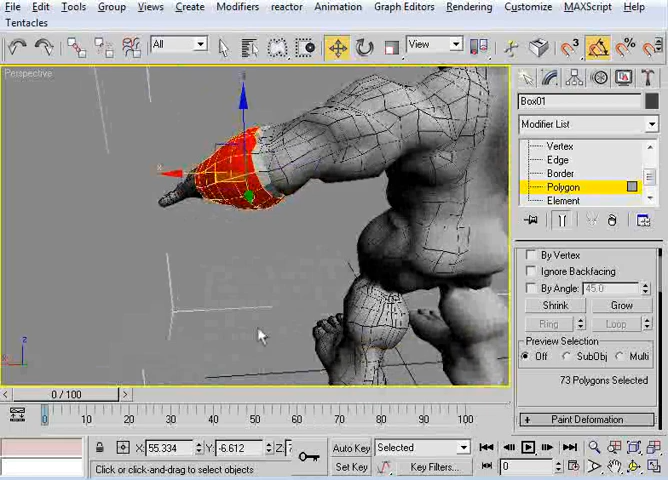 File Edit Tools Group Views Create Modifiers reactor Animation Graph Editors Rendering Customize MAXScript Help
Tentacles
All View
Perspective
Box01
Modifier List
Vertex
Edge
Border
Polygon
Element
By Vertex
Ignore Backfacing
By Angle: 45.0
Shrink Grow
Ring Loop
Preview Selection
Off SubObj Multi
73 Polygons Selected
Paint Deformation
0 / 100
0 10 20 30 40 50 60 70 80 90 100
X: 55.334 Y: -6.612 Z:
Auto Key Selected
Click or click-and-drag to select objects
Set Key Key Filters... 0